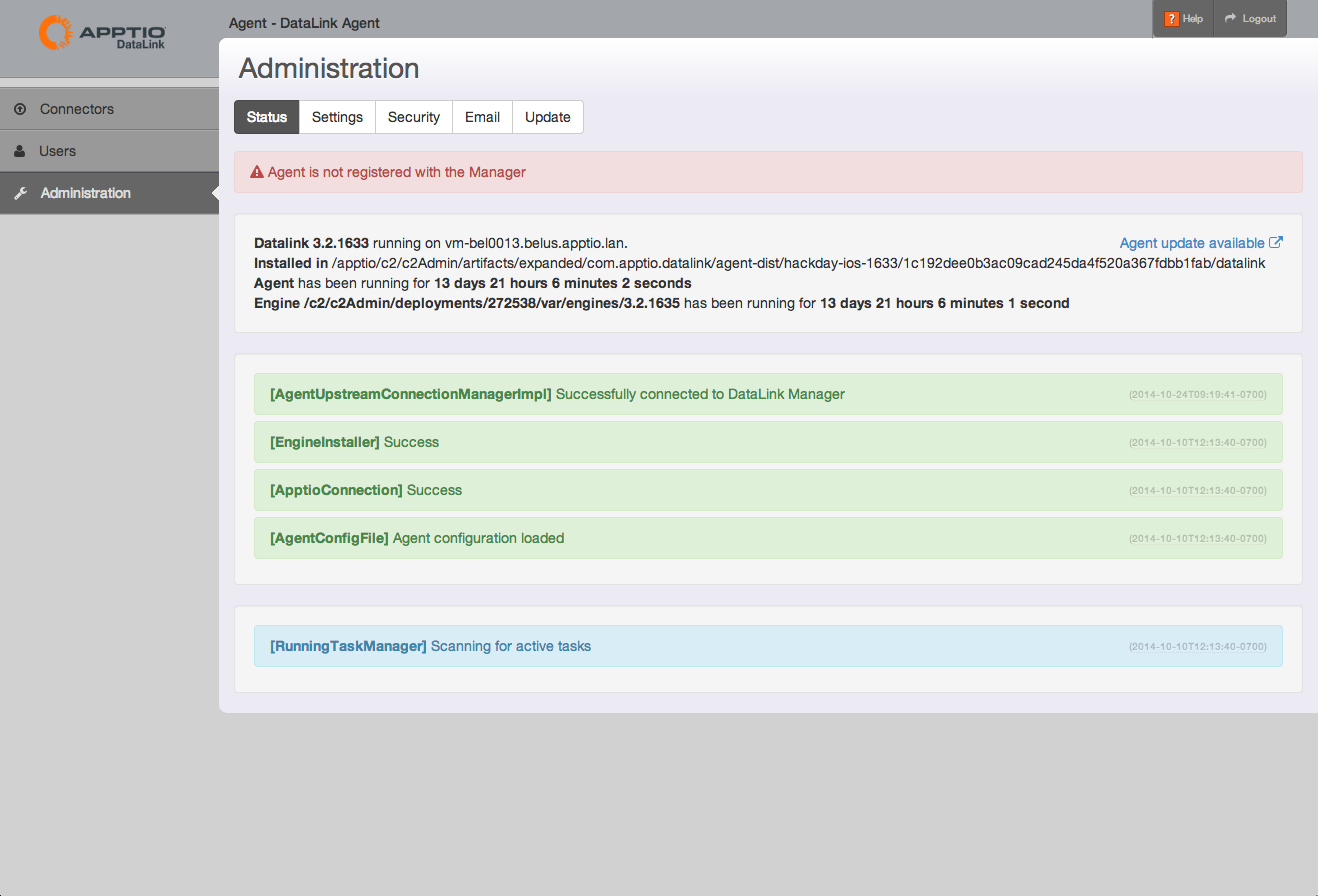 APPTIO
DataLink
Agent - DataLink Agent
? Help
Logout
Administration
Connectors
Users
Administration
Status
Settings
Security
Email
Update
Agent is not registered with the Manager
Datalink 3.2.1633 running on vm-bel0013.belus.apptio.lan.
Agent update available
Installed in /apptio/c2/c2Admin/artifacts/expanded/com.apptio.datalink/agent-dist/hackday-ios-1633/1c192dee0b3ac09cad245da4f520a367fdbb1fab/datalink
Agent has been running for 13 days 21 hours 6 minutes 2 seconds
Engine /c2/c2Admin/deployments/272538/var/engines/3.2.1635 has been running for 13 days 21 hours 6 minutes 1 second
[AgentUpstreamConnectionManagerImpl] Successfully connected to DataLink Manager (2014-10-24T09:19:41-0700)
[EngineInstaller] Success (2014-10-10T12:13:40-0700)
[ApptioConnection] Success (2014-10-10T12:13:40-0700)
[AgentConfigFile] Agent configuration loaded (2014-10-10T12:13:40-0700)
[RunningTaskManager] Scanning for active tasks (2014-10-10T12:13:40-0700)